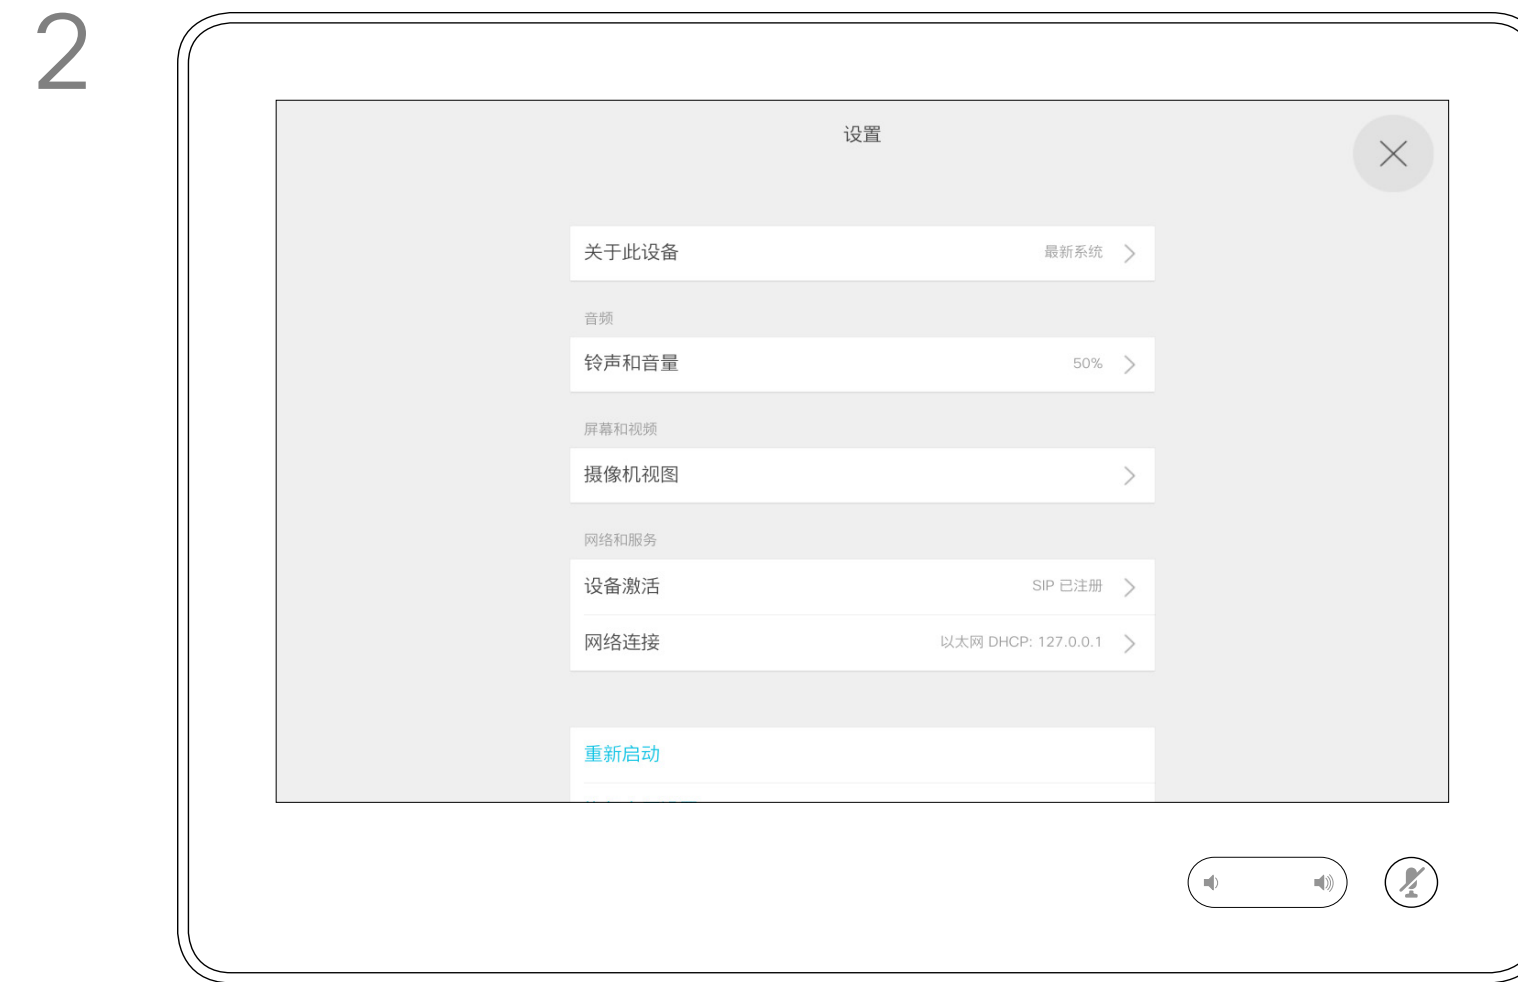 2
设置
关于此设备 最新系统
音频
铃声和音量 50%
屏幕和视频
摄像机视图
网络和服务
设备激活 SIP 已注册
网络连接 以太网 DHCP: 127.0.0.1
重新启动